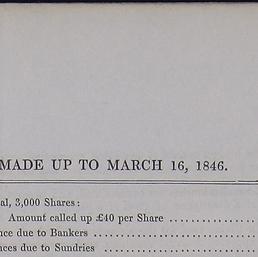 MADE UP TO MARCH 16, 1846.
al, 3,000 Shares:
Amount called up £40 per Share ..................
nce due to Bankers ..............................
nces due to Sundries ............................